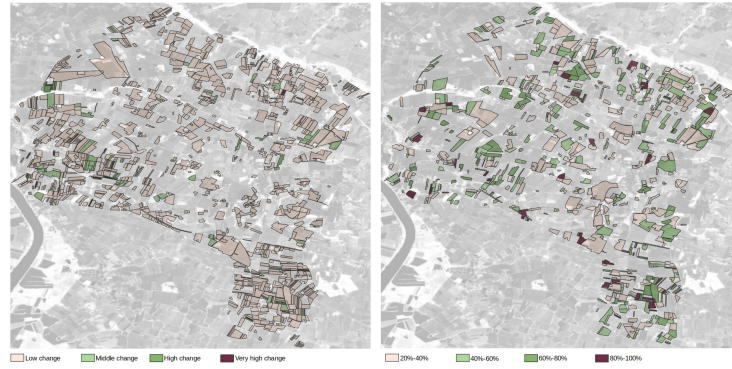 Low change
Middle change
High change
Very high change
20%-40%
40%-60%
60%-80%
80%-100%